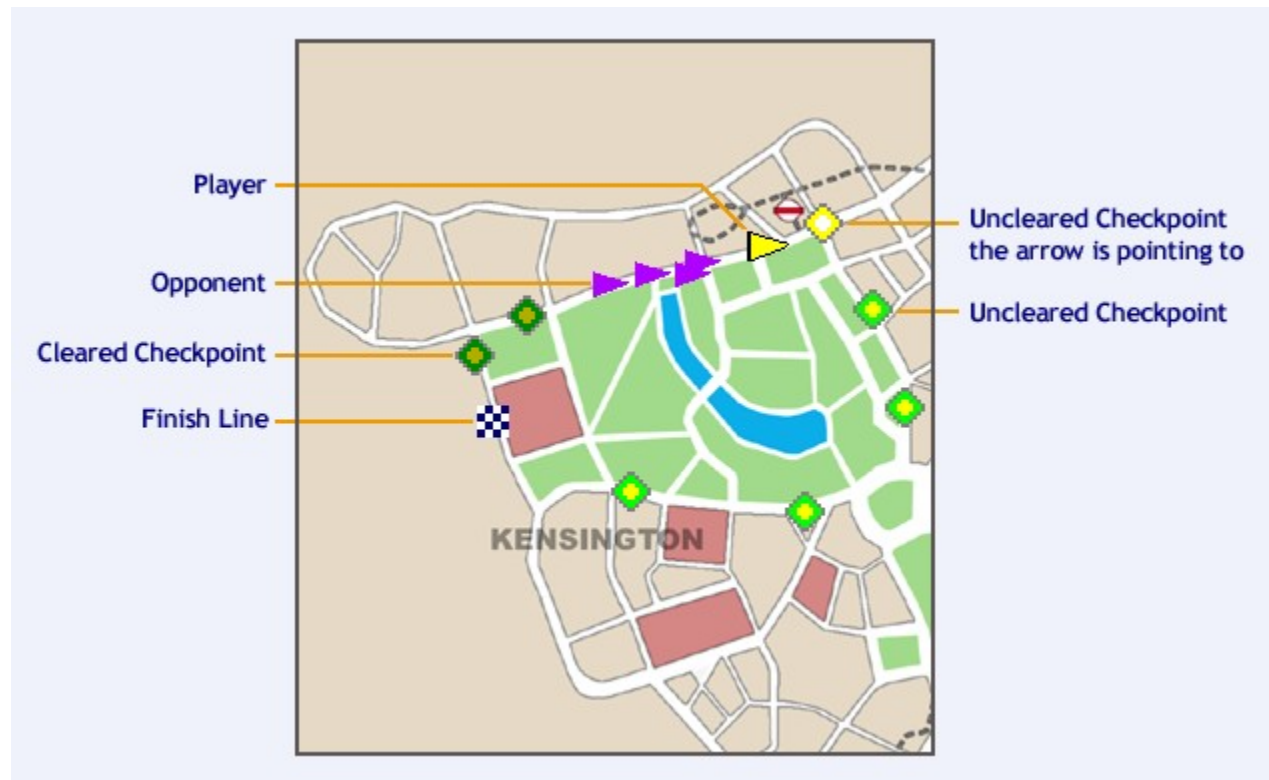 Player
Uncleared Checkpoint
the arrow is pointing to
Opponent
Uncleared Checkpoint
Cleared Checkpoint
Finish Line
KENSINGTON